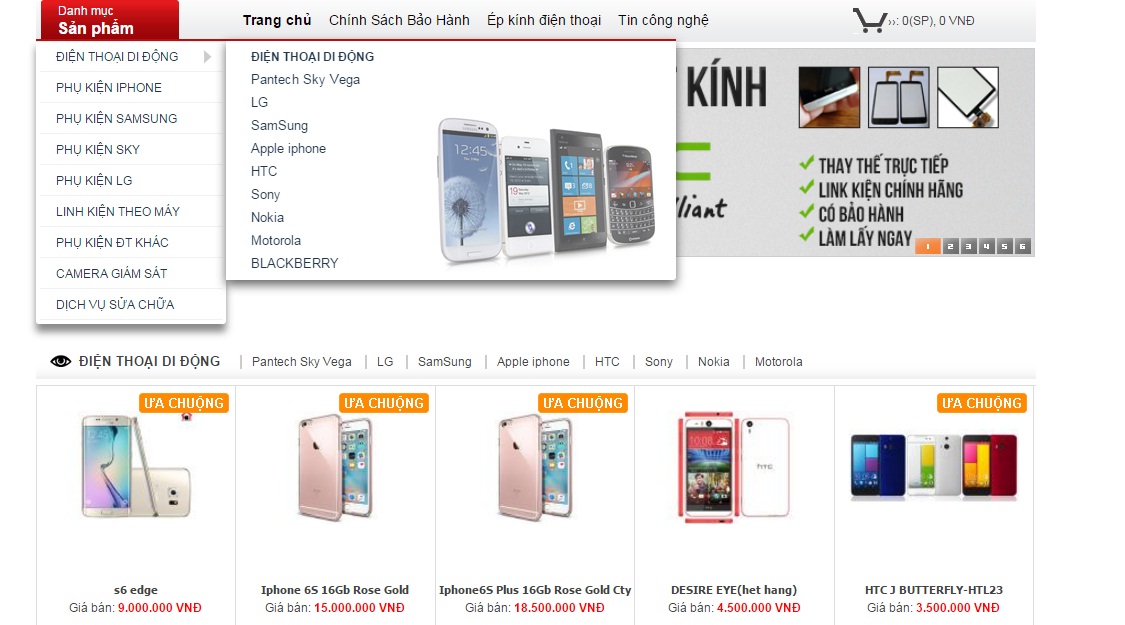 Danh mục
Sản phẩm
Trang chủ Chính Sách Bảo Hành Ép kính điện thoại Tin công nghệ
››: 0(SP), 0 VNĐ
ĐIỆN THOẠI DI ĐỘNG
PHỤ KIỆN IPHONE
PHỤ KIỆN SAMSUNG
PHỤ KIỆN SKY
PHỤ KIỆN LG
LINH KIỆN THEO MÁY
PHỤ KIỆN ĐT KHÁC
CAMERA GIÁM SÁT
DỊCH VỤ SỬA CHỮA
ĐIỆN THOẠI DI ĐỘNG
Pantech Sky Vega
LG
SamSung
Apple iphone
HTC
Sony
Nokia
Motorola
BLACKBERRY
12:45
KÍNH
THAY THẾ TRỰC TIẾP
LINK KIỆN CHÍNH HÃNG
CÓ BẢO HÀNH
LÀM LẤY NGAY
1 2 3 4 5 6
ĐIỆN THOẠI DI ĐỘNG | Pantech Sky Vega | LG | SamSung | Apple iphone | HTC | Sony | Nokia | Motorola
ƯA CHUỘNG ƯA CHUỘNG ƯA CHUỘNG ƯA CHUỘNG
10:08
hTC
s6 edge
Giá bán: 9.000.000 VNĐ
Iphone 6S 16Gb Rose Gold
Giá bán: 15.000.000 VNĐ
Iphone6S Plus 16Gb Rose Gold Cty
Giá bán: 18.500.000 VNĐ
DESIRE EYE(het hang)
Giá bán: 4.500.000 VNĐ
HTC J BUTTERFLY-HTL23
Giá bán: 3.500.000 VNĐ